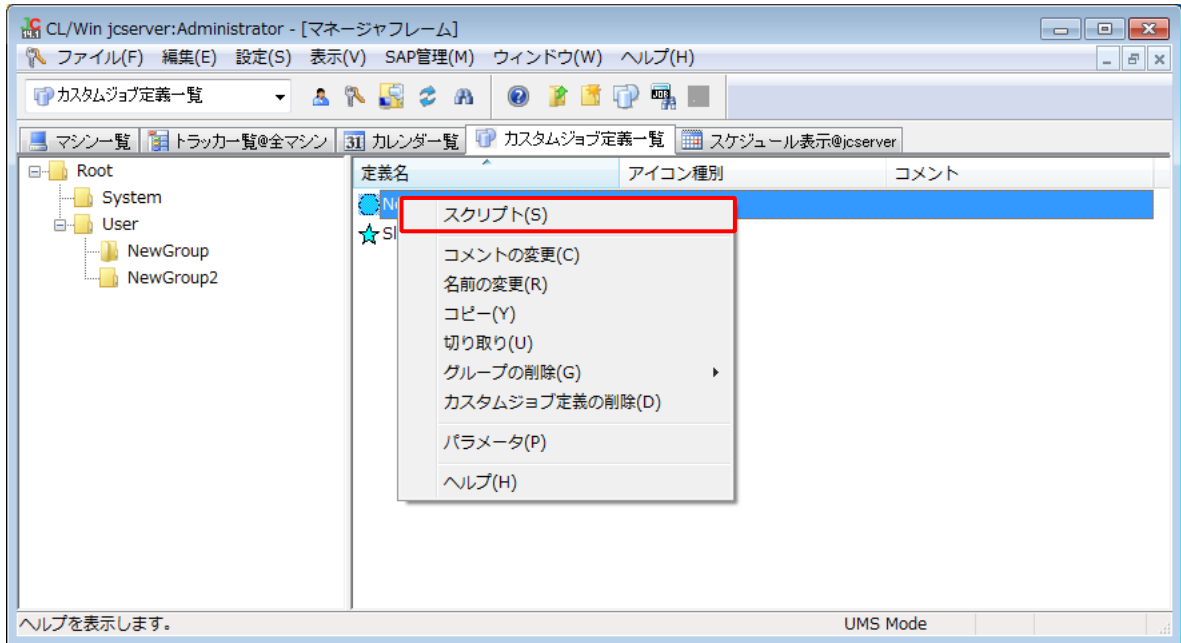 CL/Win jcserver:Administrator - [マネージャフレーム]
ファイル(F) 編集(E) 設定(S) 表示(V) SAP管理(M) ウィンドウ(W) ヘルプ(H)
カスタムジョブ定義一覧
マシン一覧 トラッカ一覧@全マシン 31 カレンダ一覧 カスタムジョブ定義一覧 スケジュール表示@jcserver
Root
System
User
NewGroup
NewGroup2
定義名 アイコン種別 コメント
スクリプト(S)
コメントの変更(C)
名前の変更(R)
コピー(Y)
切り取り(U)
グループの削除(G)
カスタムジョブ定義の削除(D)
パラメータ(P)
ヘルプ(H)
ヘルプを表示します。 UMS Mode